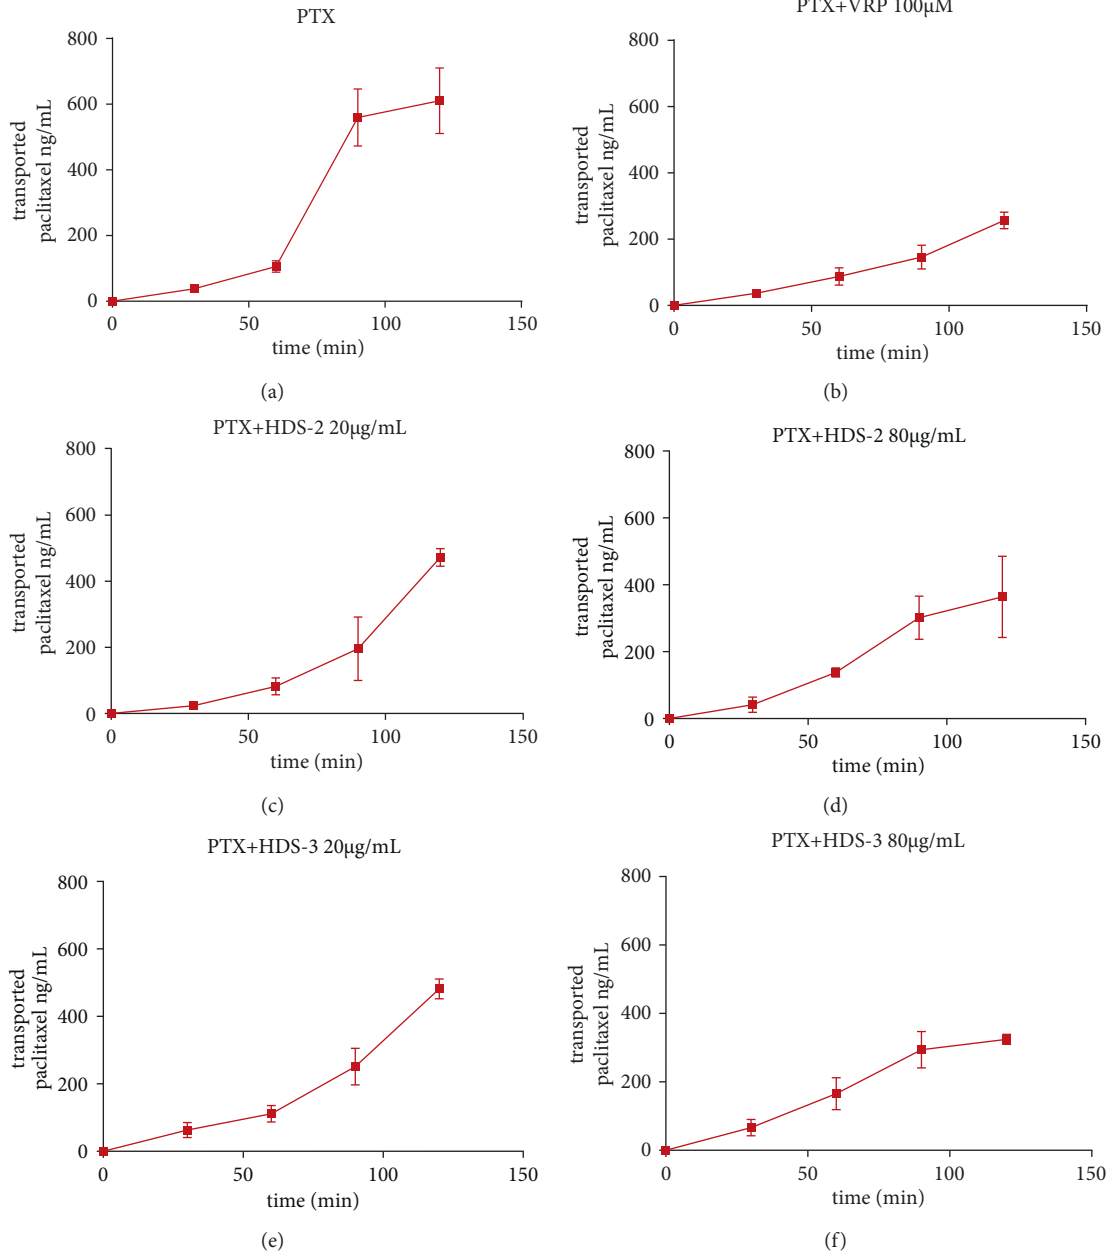 PTX
transported
paclitaxel ng/mL
800
600
400
200
0
0
50
100
150
time (min)
(a)
PTX+VRP 100µM
transported
paclitaxel ng/mL
800
600
400
200
0
0
50
100
150
time (min)
(b)
PTX+HDS-2 20µg/mL
transported
paclitaxel ng/mL
800
600
400
200
0
0
50
100
150
time (min)
(c)
PTX+HDS-2 80µg/mL
transported
paclitaxel ng/mL
800
600
400
200
0
0
50
100
150
time (min)
(d)
PTX+HDS-3 20µg/mL
transported
paclitaxel ng/mL
800
600
400
200
0
0
50
100
150
time (min)
(e)
PTX+HDS-3 80µg/mL
transported
paclitaxel ng/mL
800
600
400
200
0
0
50
100
150
time (min)
(f)